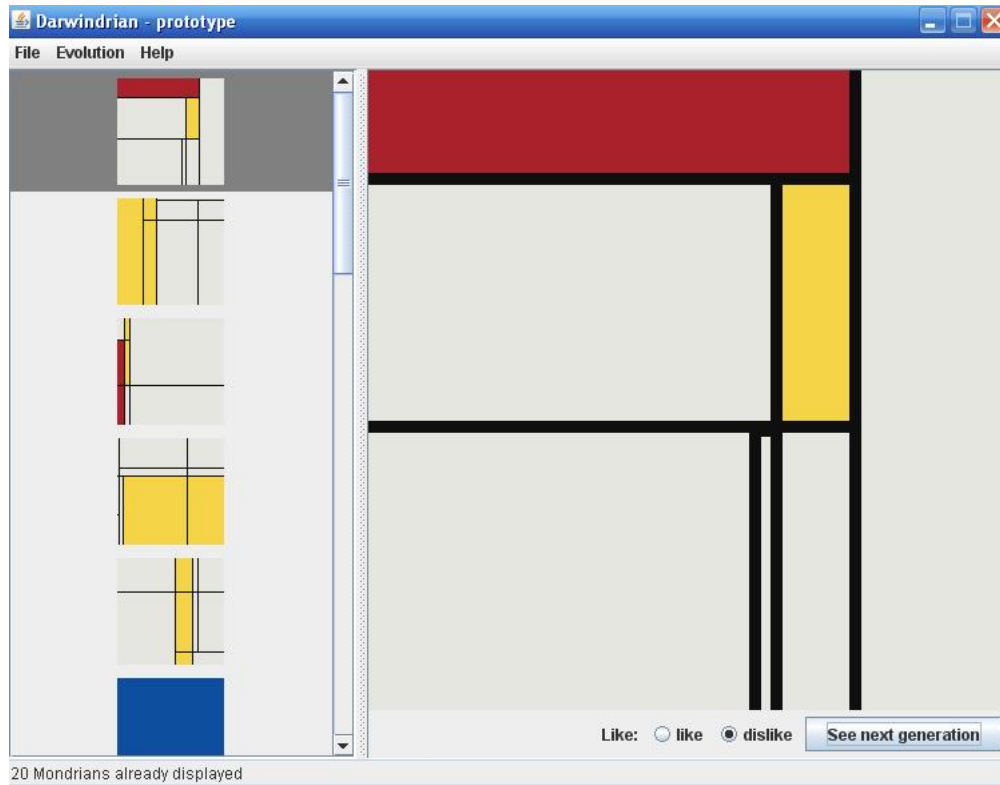 Darwindrian - prototype
File Evolution Help
Like: like dislike See next generation
20 Mondrians already displayed